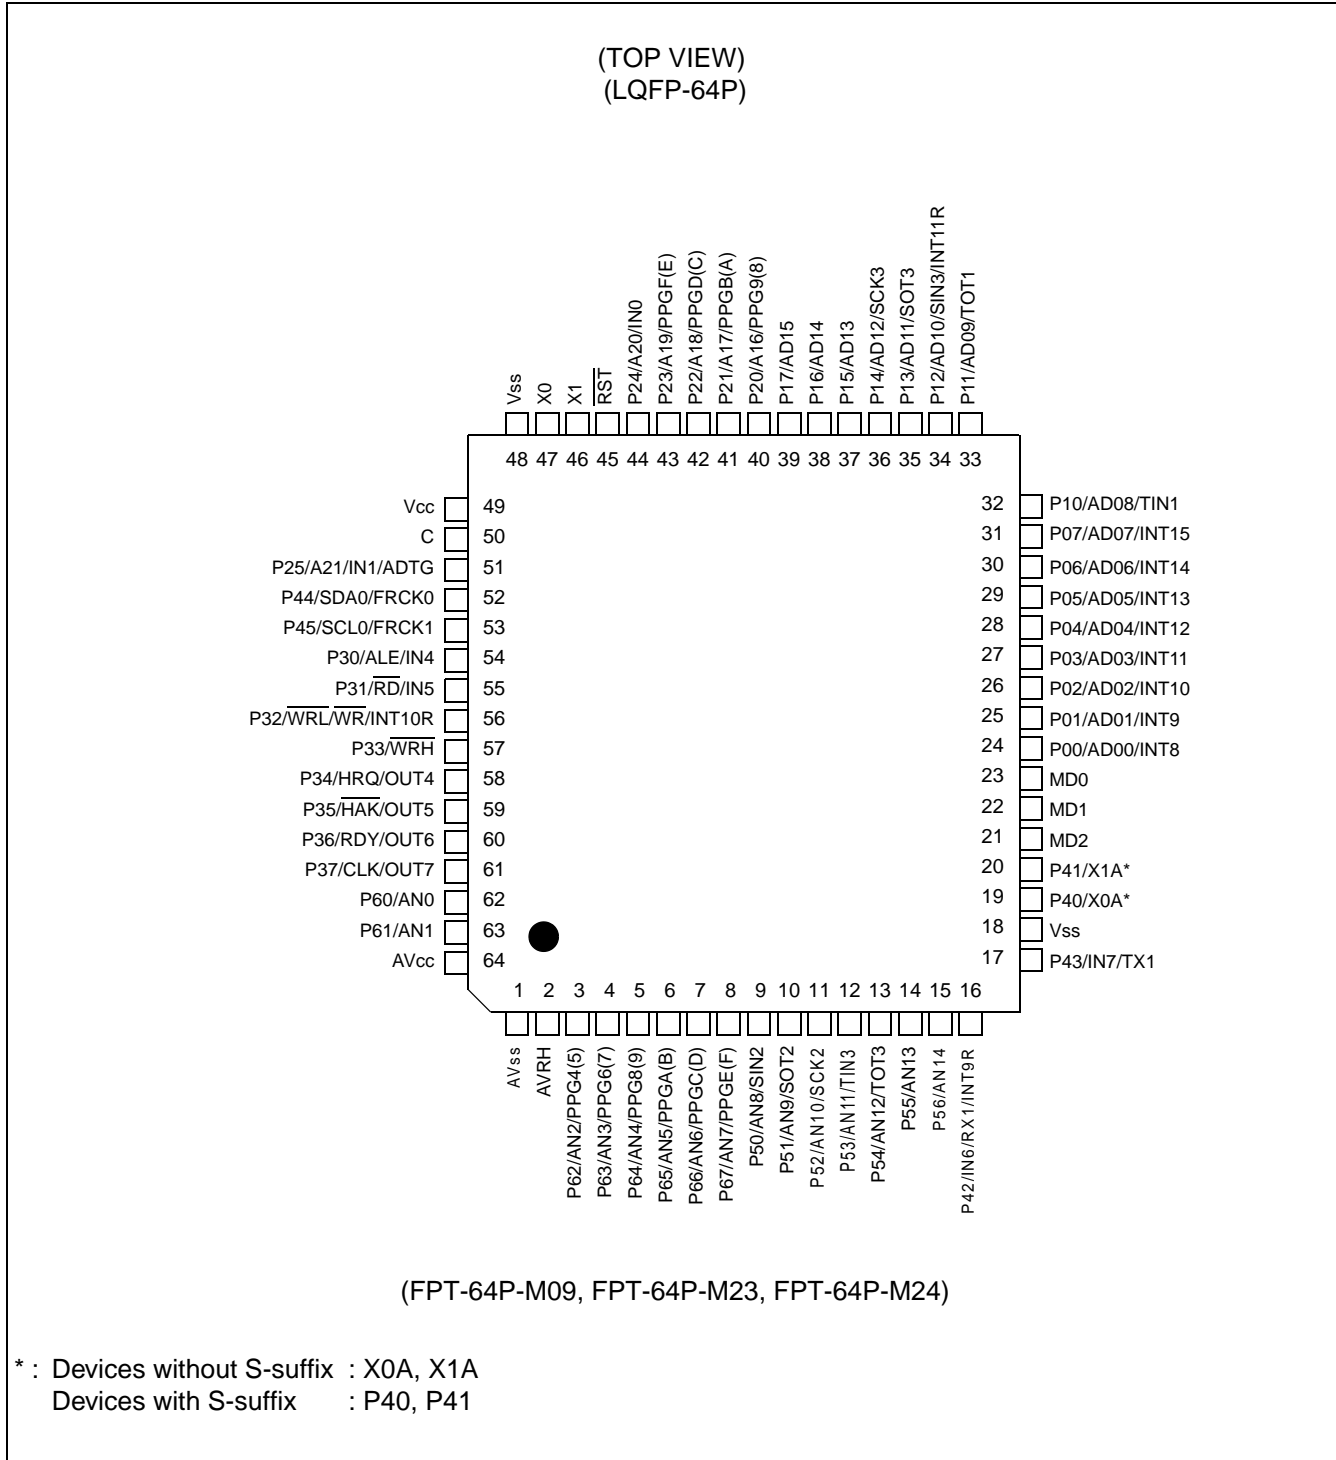 (TOP VIEW)
(LQFP-64P)
Vss
X0
X1
RST
P24/A20/IN0
P23/A19/PPGF(E)
P22/A18/PPGD(C)
P21/A17/PPGB(A)
P20/A16/PPG9(8)
P17/AD15
P16/AD14
P15/AD13
P14/AD12/SCK3
P13/AD11/SOT3
P12/AD10/SIN3/INT11R
P11/AD09/TOT1
48 47 46 45 44 43 42 41 40 39 38 37 36 35 34 33
Vcc 49
C 50
P25/A21/IN1/ADTG 51
P44/SDA0/FRCK0 52
P45/SCL0/FRCK1 53
P30/ALE/IN4 54
P31/RD/IN5 55
P32/WRL/WR/INT10R 56
P33/WRH 57
P34/HRQ/OUT4 58
P35/HAK/OUT5 59
P36/RDY/OUT6 60
P37/CLK/OUT7 61
P60/AN0 62
P61/AN1 63
AVcc 64
32 P10/AD08/TIN1
31 P07/AD07/INT15
30 P06/AD06/INT14
29 P05/AD05/INT13
28 P04/AD04/INT12
27 P03/AD03/INT11
26 P02/AD02/INT10
25 P01/AD01/INT9
24 P00/AD00/INT8
23 MD0
22 MD1
21 MD2
20 P41/X1A*
19 P40/X0A*
18 Vss
17 P43/IN7/TX1
1 2 3 4 5 6 7 8 9 10 11 12 13 14 15 16
AVss
AVRH
P62/AN2/PPG4(5)
P63/AN3/PPG6(7)
P64/AN4/PPG8(9)
P65/AN5/PPGA(B)
P66/AN6/PPGC(D)
P67/AN7/PPGE(F)
P50/AN8/SIN2
P51/AN9/SOT2
P52/AN10/SCK2
P53/AN11/TIN3
P54/AN12/TOT3
P55/AN13
P56/AN14
P42/IN6/RX1/INT9R
(FPT-64P-M09, FPT-64P-M23, FPT-64P-M24)
* : Devices without S-suffix : X0A, X1A
Devices with S-suffix : P40, P41